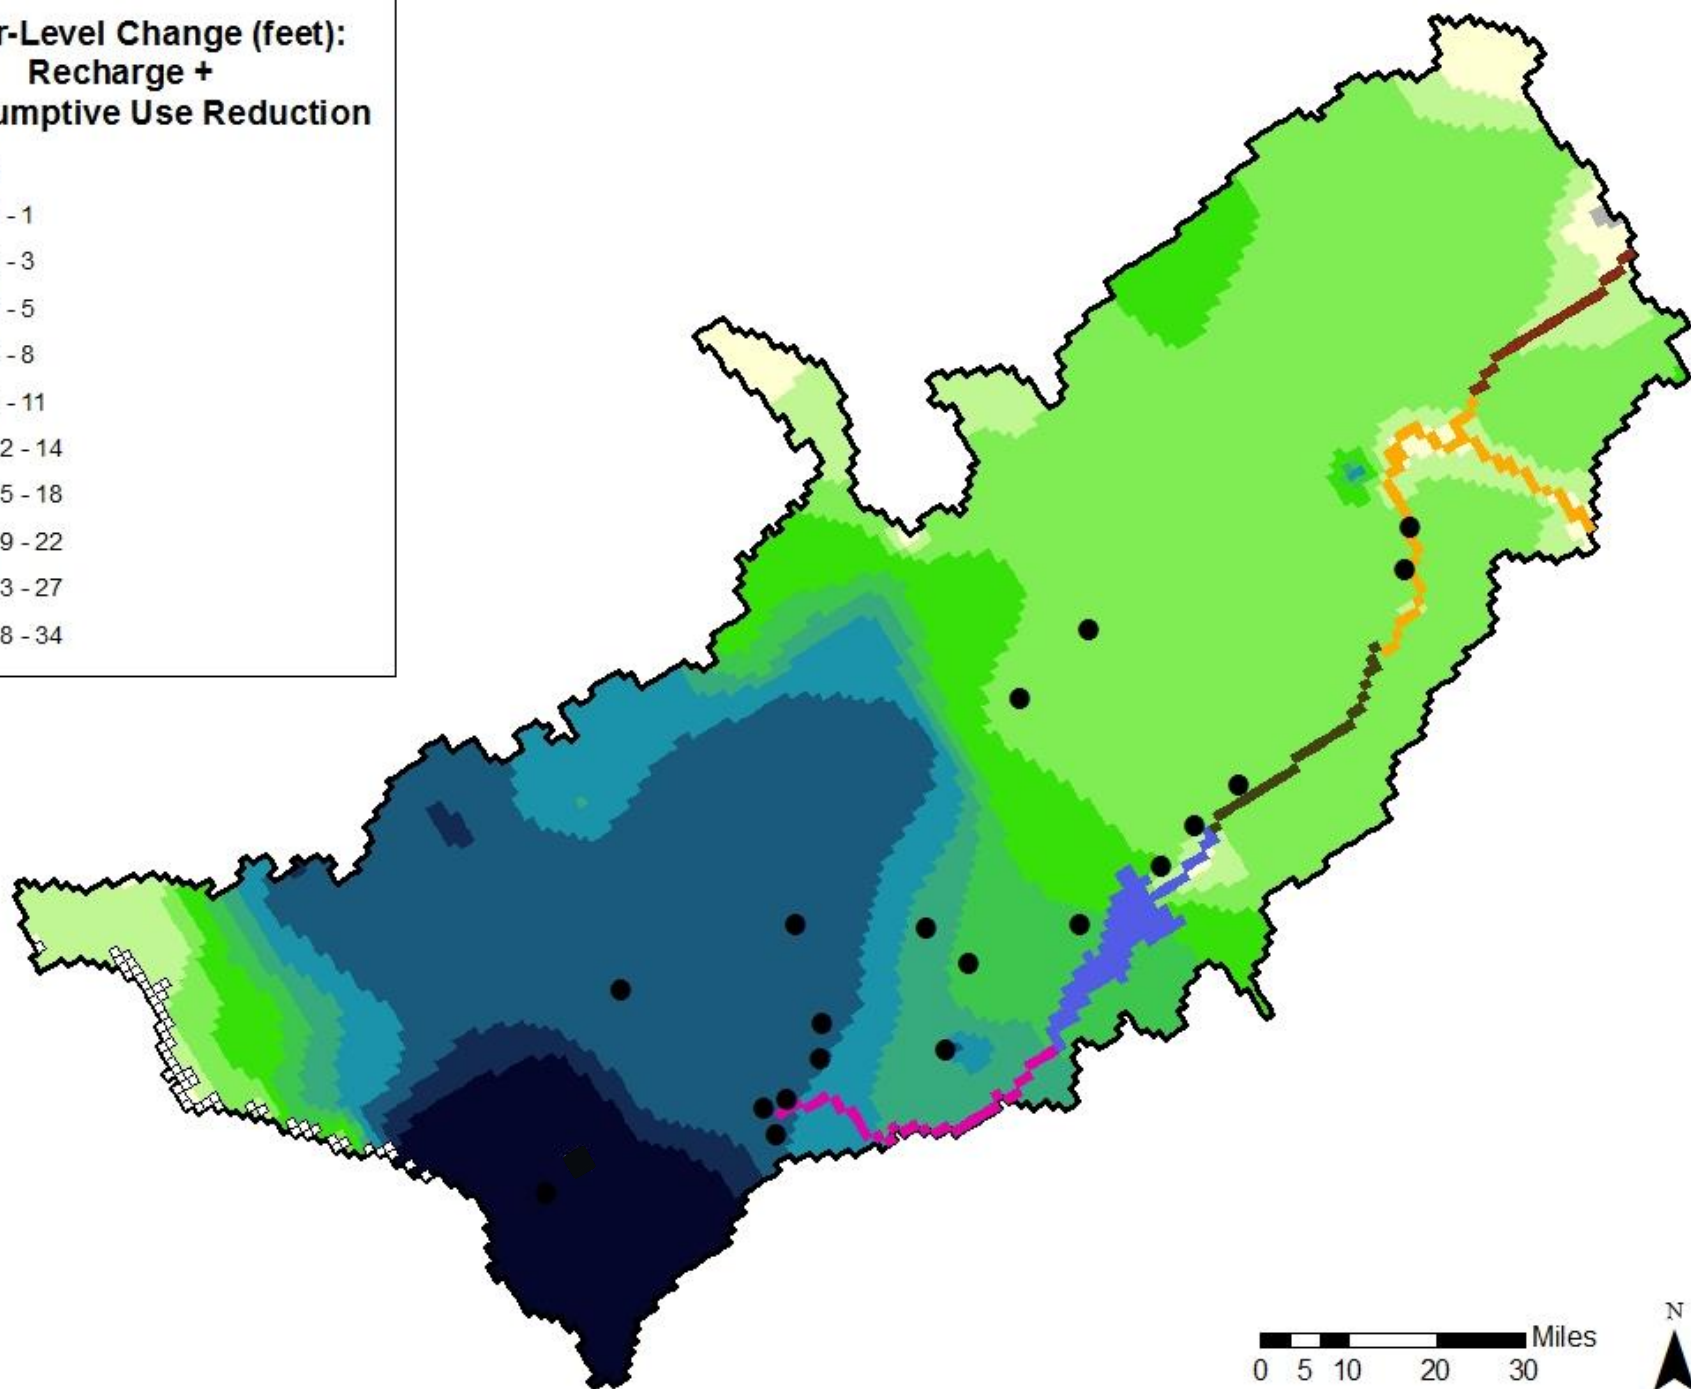 r-Level Change (feet):
Recharge +
umptive Use Reduction
- 1
- 3
- 5
- 8
- 11
2 - 14
5 - 18
9 - 22
3 - 27
8 - 34
N
Miles
0 5 10 20 30